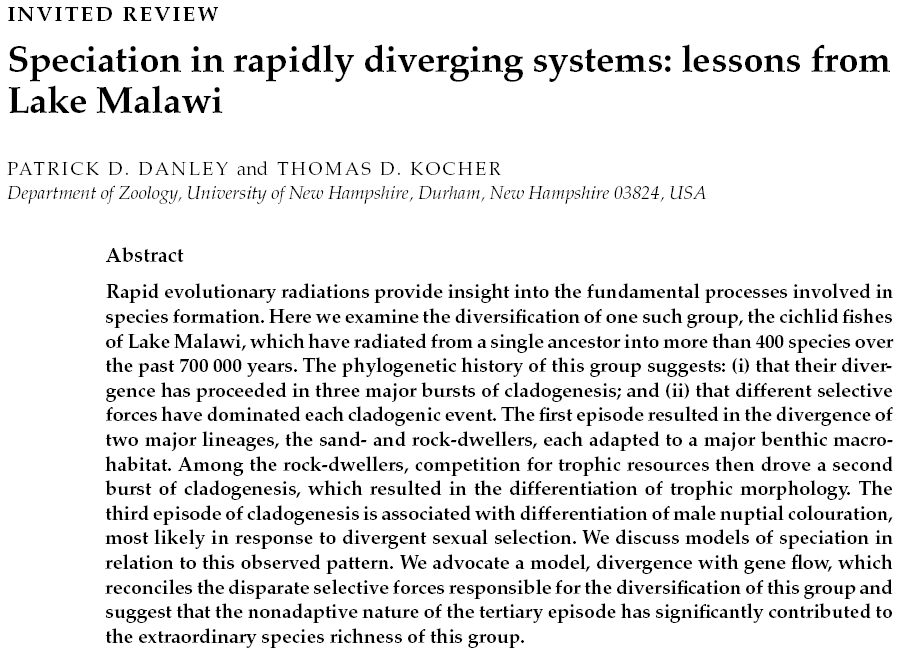 INVITED REVIEW
Speciation in rapidly diverging systems: lessons from
Lake Malawi
PATRICK D. DANLEY and THOMAS D. KOCHER
Department of Zoology, University of New Hampshire, Durham, New Hampshire 03824, USA
Abstract
Rapid evolutionary radiations provide insight into the fundamental processes involved in
species formation. Here we examine the diversification of one such group, the cichlid fishes
of Lake Malawi, which have radiated from a single ancestor into more than 400 species over
the past 700 000 years. The phylogenetic history of this group suggests: (i) that their diver-
gence has proceeded in three major bursts of cladogenesis; and (ii) that different selective
forces have dominated each cladogenic event. The first episode resulted in the divergence of
two major lineages, the sand- and rock-dwellers, each adapted to a major benthic macro-
habitat. Among the rock-dwellers, competition for trophic resources then drove a second
burst of cladogenesis, which resulted in the differentiation of trophic morphology. The
third episode of cladogenesis is associated with differentiation of male nuptial colouration,
most likely in response to divergent sexual selection. We discuss models of speciation in
relation to this observed pattern. We advocate a model, divergence with gene flow, which
reconciles the disparate selective forces responsible for the diversification of this group and
suggest that the nonadaptive nature of the tertiary episode has significantly contributed to
the extraordinary species richness of this group.